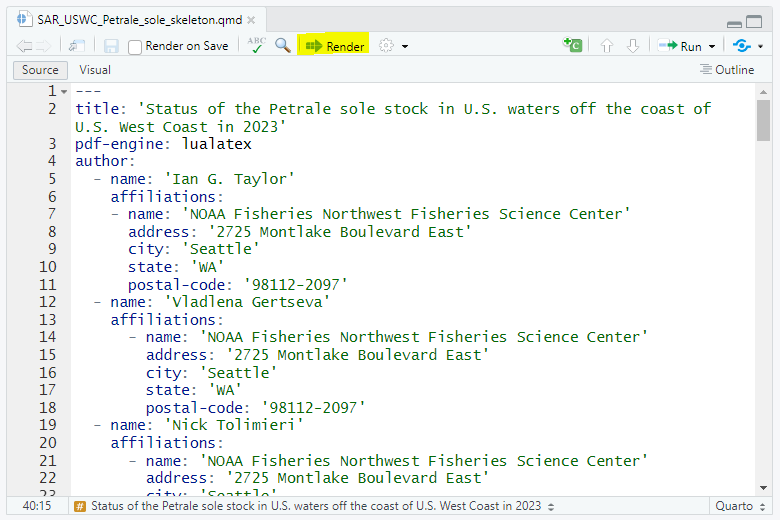 SAR_USWC_Petrale_sole_skeleton.qmd
Render on Save
ABC
Render
C
Run
Source
Visual
Outline
1 ---
2 title: 'Status of the Petrale sole stock in U.S. waters off the coast of
U.S. West Coast in 2023'
3 pdf-engine: lualatex
4 author:
5 - name: 'Ian G. Taylor'
6 affiliations:
7 - name: 'NOAA Fisheries Northwest Fisheries Science Center'
8 address: '2725 Montlake Boulevard East'
9 city: 'Seattle'
10 state: 'WA'
11 postal-code: '98112-2097'
12 - name: 'Vladlena Gertseva'
13 affiliations:
14 - name: 'NOAA Fisheries Northwest Fisheries Science Center'
15 address: '2725 Montlake Boulevard East'
16 city: 'Seattle'
17 state: 'WA'
18 postal-code: '98112-2097'
19 - name: 'Nick Tolimieri'
20 affiliations:
21 - name: 'NOAA Fisheries Northwest Fisheries Science Center'
22 address: '2725 Montlake Boulevard East'
23 city: 'Seattle'
40:15
# Status of the Petrale sole stock in U.S. waters off the coast of U.S. West Coast in 2023
Quarto